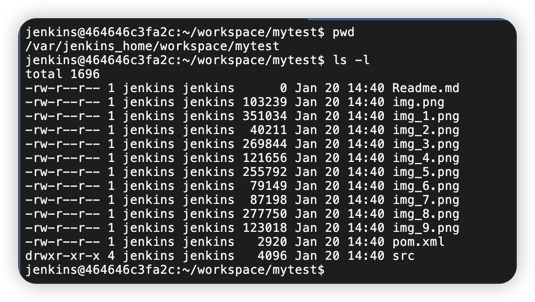 jenkins@464646c3fa2c:~/workspace/mytest$ pwd
/var/jenkins_home/workspace/mytest
jenkins@464646c3fa2c:~/workspace/mytest$ ls -l
total 1696
-rw-r--r-- 1 jenkins jenkins      0 Jan 20 14:40 Readme.md
-rw-r--r-- 1 jenkins jenkins 103239 Jan 20 14:40 img.png
-rw-r--r-- 1 jenkins jenkins 351034 Jan 20 14:40 img_1.png
-rw-r--r-- 1 jenkins jenkins  40211 Jan 20 14:40 img_2.png
-rw-r--r-- 1 jenkins jenkins 269844 Jan 20 14:40 img_3.png
-rw-r--r-- 1 jenkins jenkins 121656 Jan 20 14:40 img_4.png
-rw-r--r-- 1 jenkins jenkins 255792 Jan 20 14:40 img_5.png
-rw-r--r-- 1 jenkins jenkins  79149 Jan 20 14:40 img_6.png
-rw-r--r-- 1 jenkins jenkins  87198 Jan 20 14:40 img_7.png
-rw-r--r-- 1 jenkins jenkins 277750 Jan 20 14:40 img_8.png
-rw-r--r-- 1 jenkins jenkins 123018 Jan 20 14:40 img_9.png
-rw-r--r-- 1 jenkins jenkins   2920 Jan 20 14:40 pom.xml
drwxr-xr-x 4 jenkins jenkins   4096 Jan 20 14:40 src
jenkins@464646c3fa2c:~/workspace/mytest$